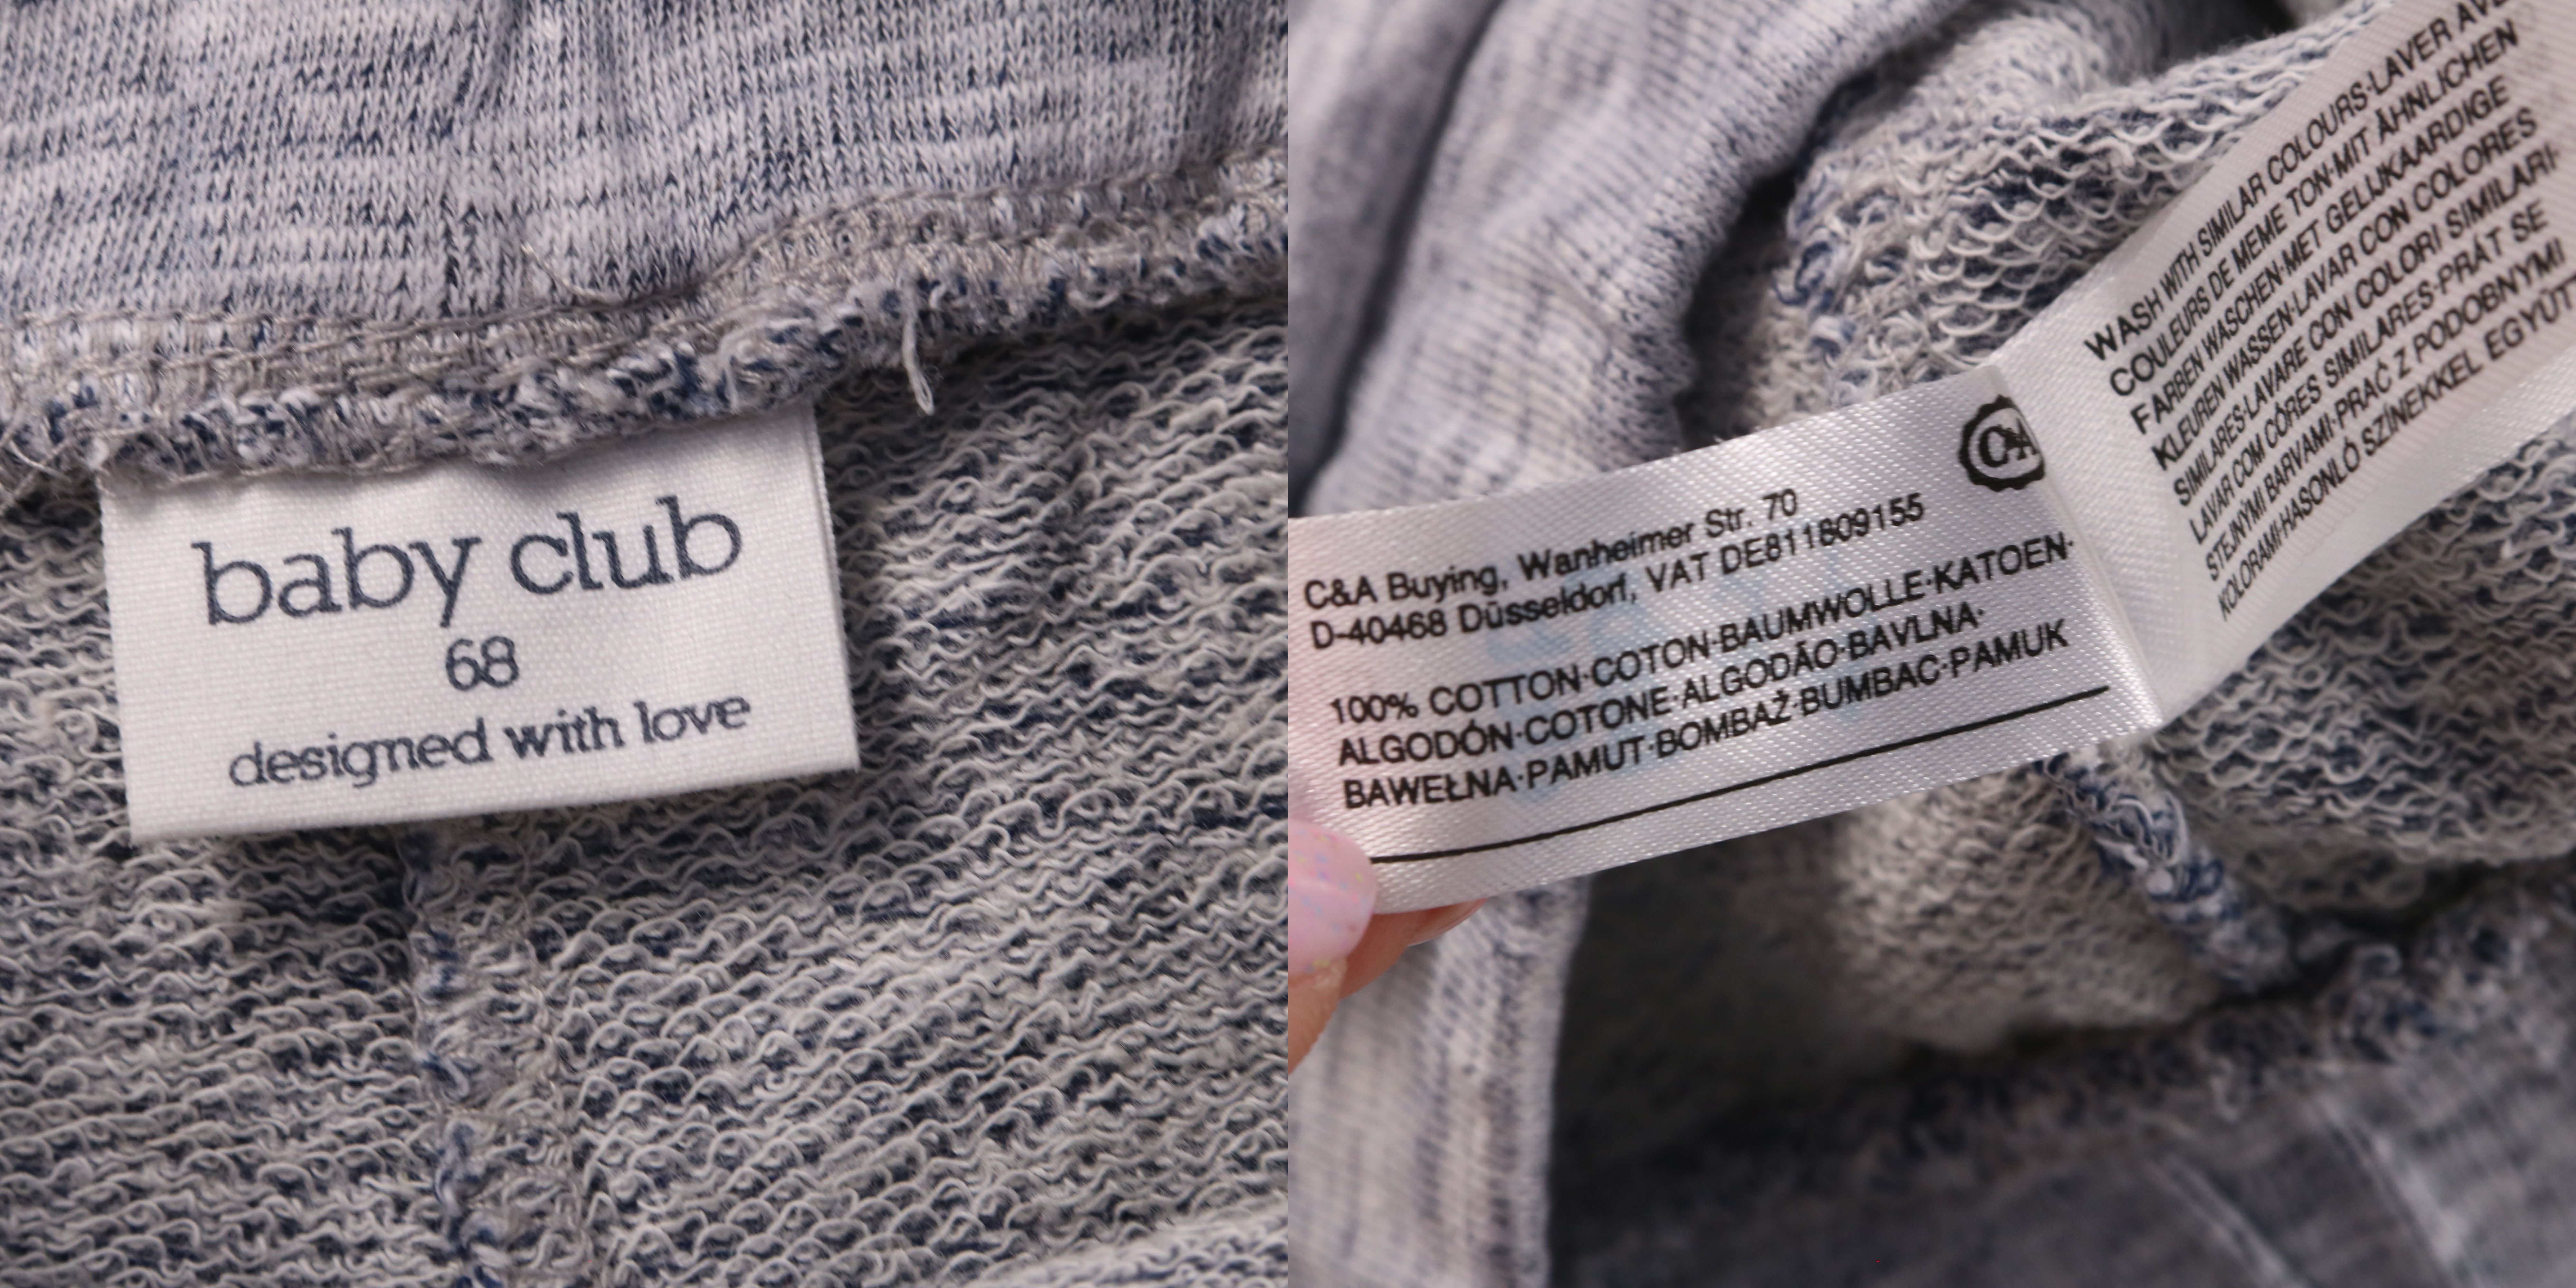 baby club
68
designed with love
C&A
C&A Buying, Wanheimer Str. 70
D-40468 Düsseldorf, VAT DE811809155
100% COTTON·COTON·BAUMWOLLE·KATOEN·
ALGODÓN·COTONE·ALGODÃO·BAVLNA·
BAWEŁNA·PAMUT·BOMBAŽ·BUMBAC·PAMUK
WASH WITH SIMILAR COLOURS·LAVER
COULEURS DE MEME TON·MIT ÄHNLICHEN
FARBEN WASCHEN·MET GELIJKAARDIGE
KLEUREN WASSEN·LAVAR CON COLORES
SIMILARES·LAVARE CON COLORI SIMILARI·
LAVAR COM CÔRES SIMILARES·PRÁT SE
STEJNÝMI BARVAMI·PRAĆ Z PODOBNYMI
KOLORAMI·HASONLÓ SZÍNEKKEL